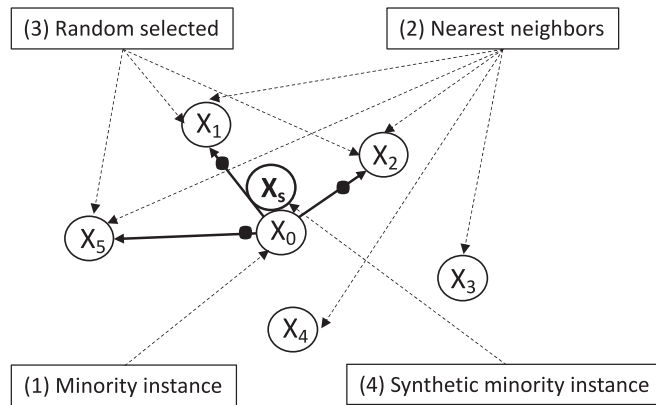 (3) Random selected
(2) Nearest neighbors
X₁
X₂
Xₛ
X₅
X₀
X₃
X₄
(1) Minority instance
(4) Synthetic minority instance